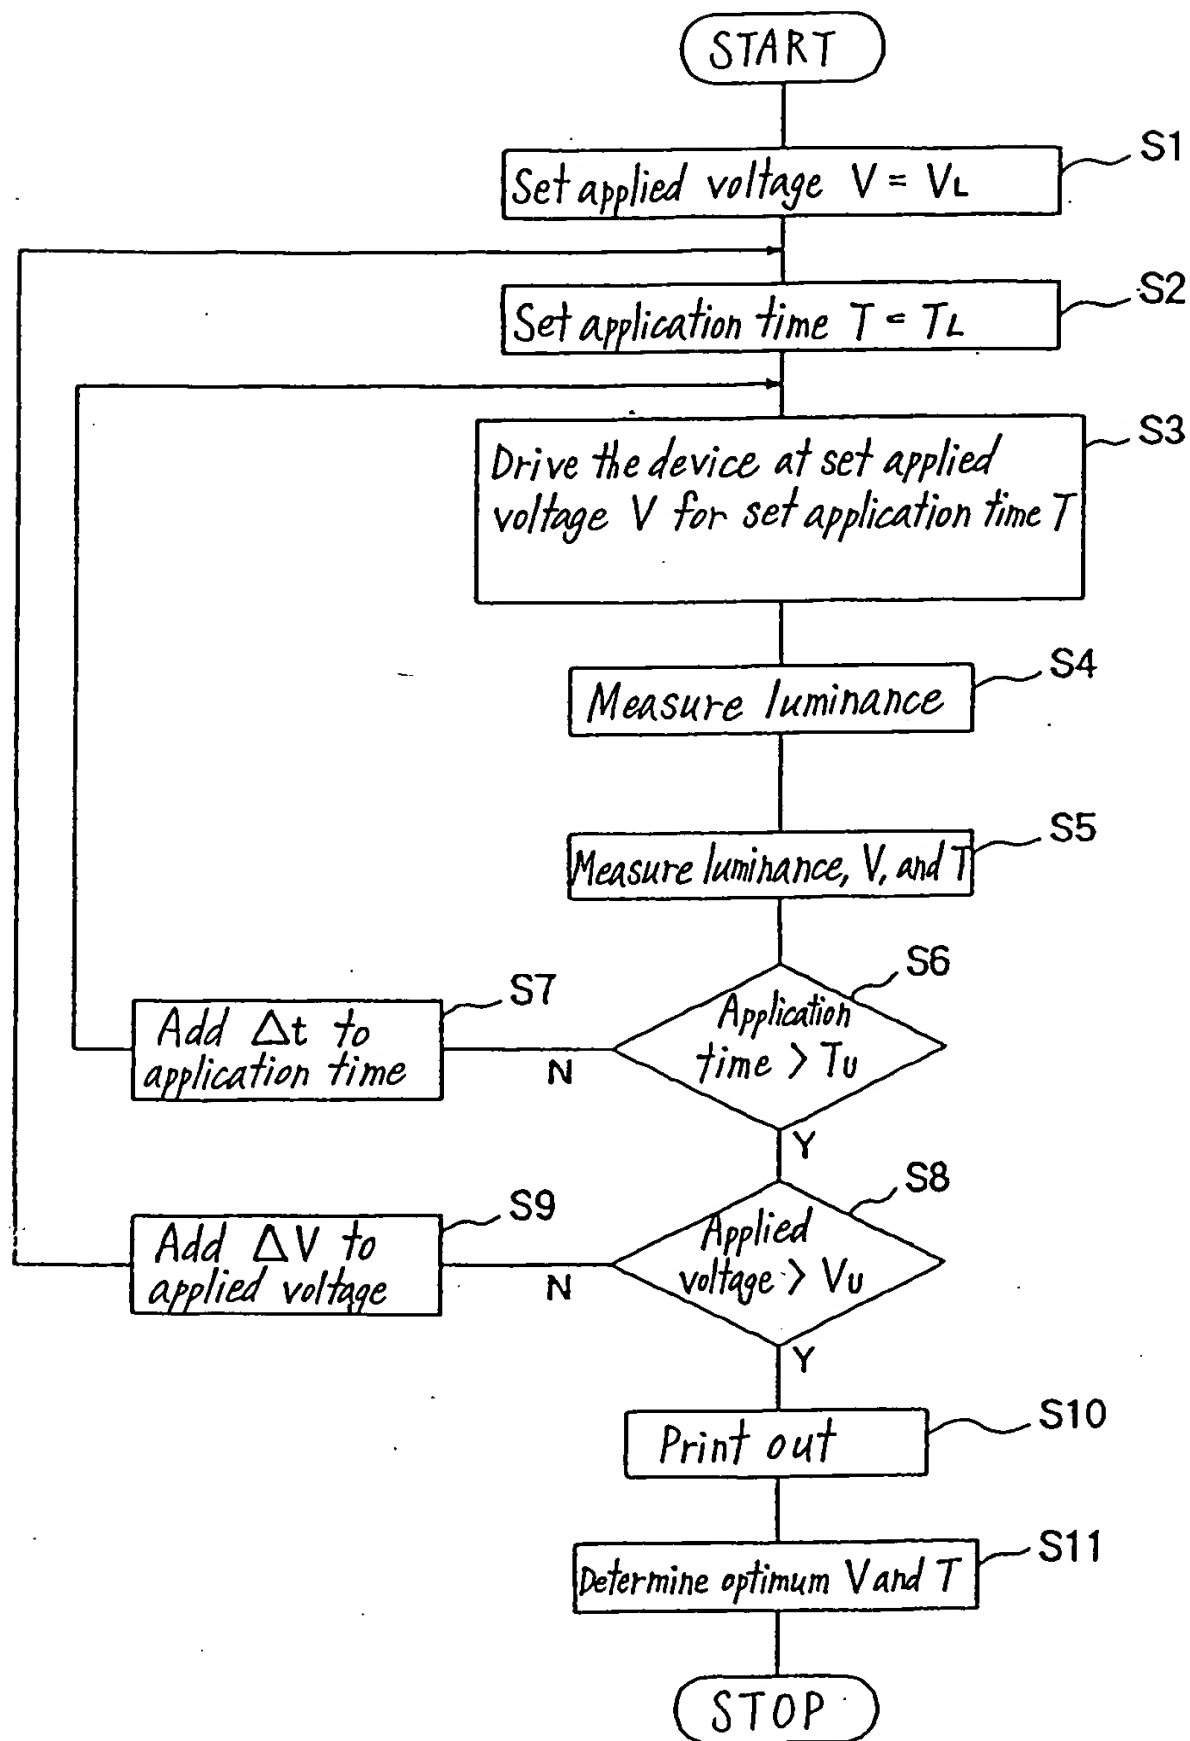 START
S1
Set applied voltage V = VL
S2
Set application time T = TL
S3
Drive the device at set applied
voltage V for set application time T
S4
Measure luminance
S5
Measure luminance, V, and T
S6
Application
time > TU
S7
Add Δt to
application time
N
Y
S8
Applied
voltage > VU
S9
Add ΔV to
applied voltage
N
Y
S10
Print out
S11
Determine optimum V and T
STOP